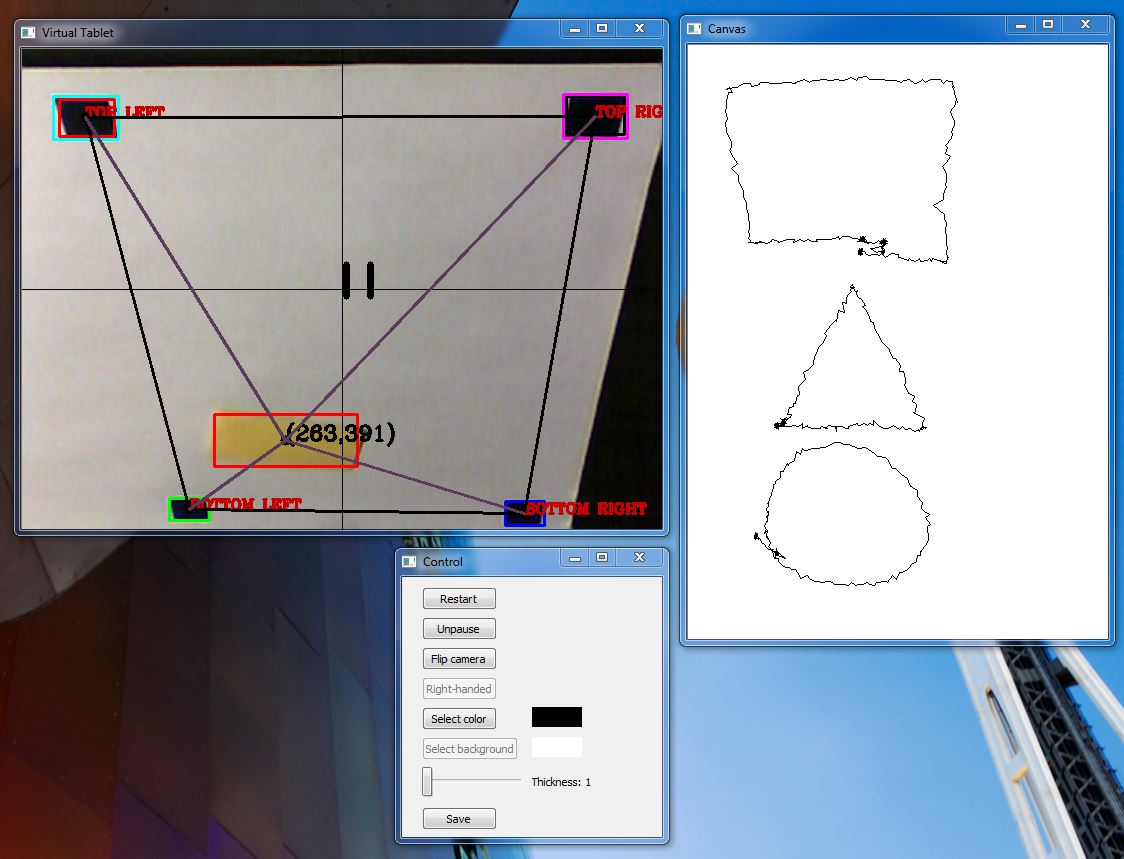 Virtual Tablet
TOP LEFT
TOP RIG
(263,391)
BOTTOM LEFT
BOTTOM RIGHT
Canvas
Control
Restart
Unpause
Flip camera
Right-handed
Select color
Select background
Thickness: 1
Save